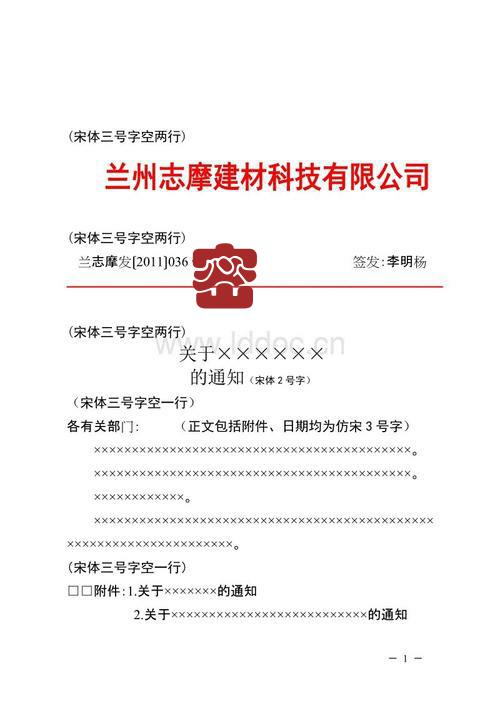 (宋体三号字空两行)
兰州志摩建材科技有限公司
(宋体三号字空两行)
兰志摩发[2011]036 签发:李明杨
(宋体三号字空两行)
www.lddoc.cn
关于××××××
的通知(宋体2号字)
(宋体三号字空一行)
各有关部门: (正文包括附件、日期均为仿宋3号字)
××××××××××××××××××××××××××××××××××××××××××。
××××××××××××××××××××××××××××××××××××××××××。
××××××××××××。
×××××××××××××××××××××××××××××××××××××××××××××
××××××××××××××××××××××。
(宋体三号字空一行)
□□附件:1.关于×××××××的通知
2.关于××××××××××××××××××××××××××的通知
- 1 -